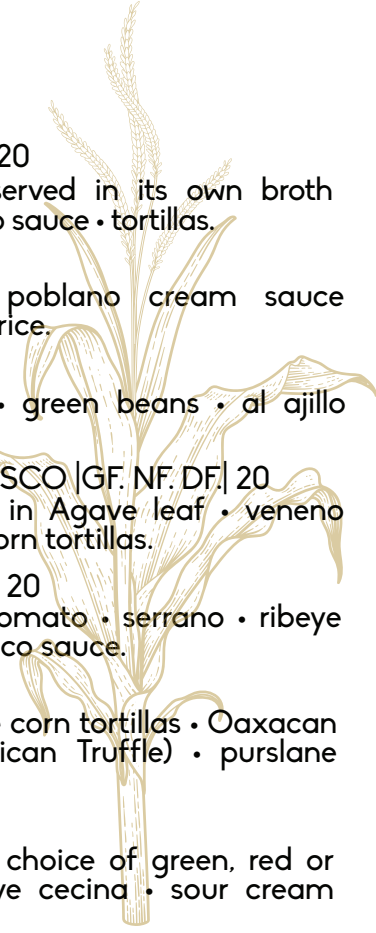 20
served in its own broth
o sauce • tortillas.
poblano cream sauce
rice.
• green beans • al ajillo
SCO |GF. NF. DF.| 20
in Agave leaf • veneno
orn tortillas.
20
omato • serrano • ribeye
co sauce.
corn tortillas • Oaxacan
ican Truffle) • purslane
choice of green, red or
ve cecina • sour cream